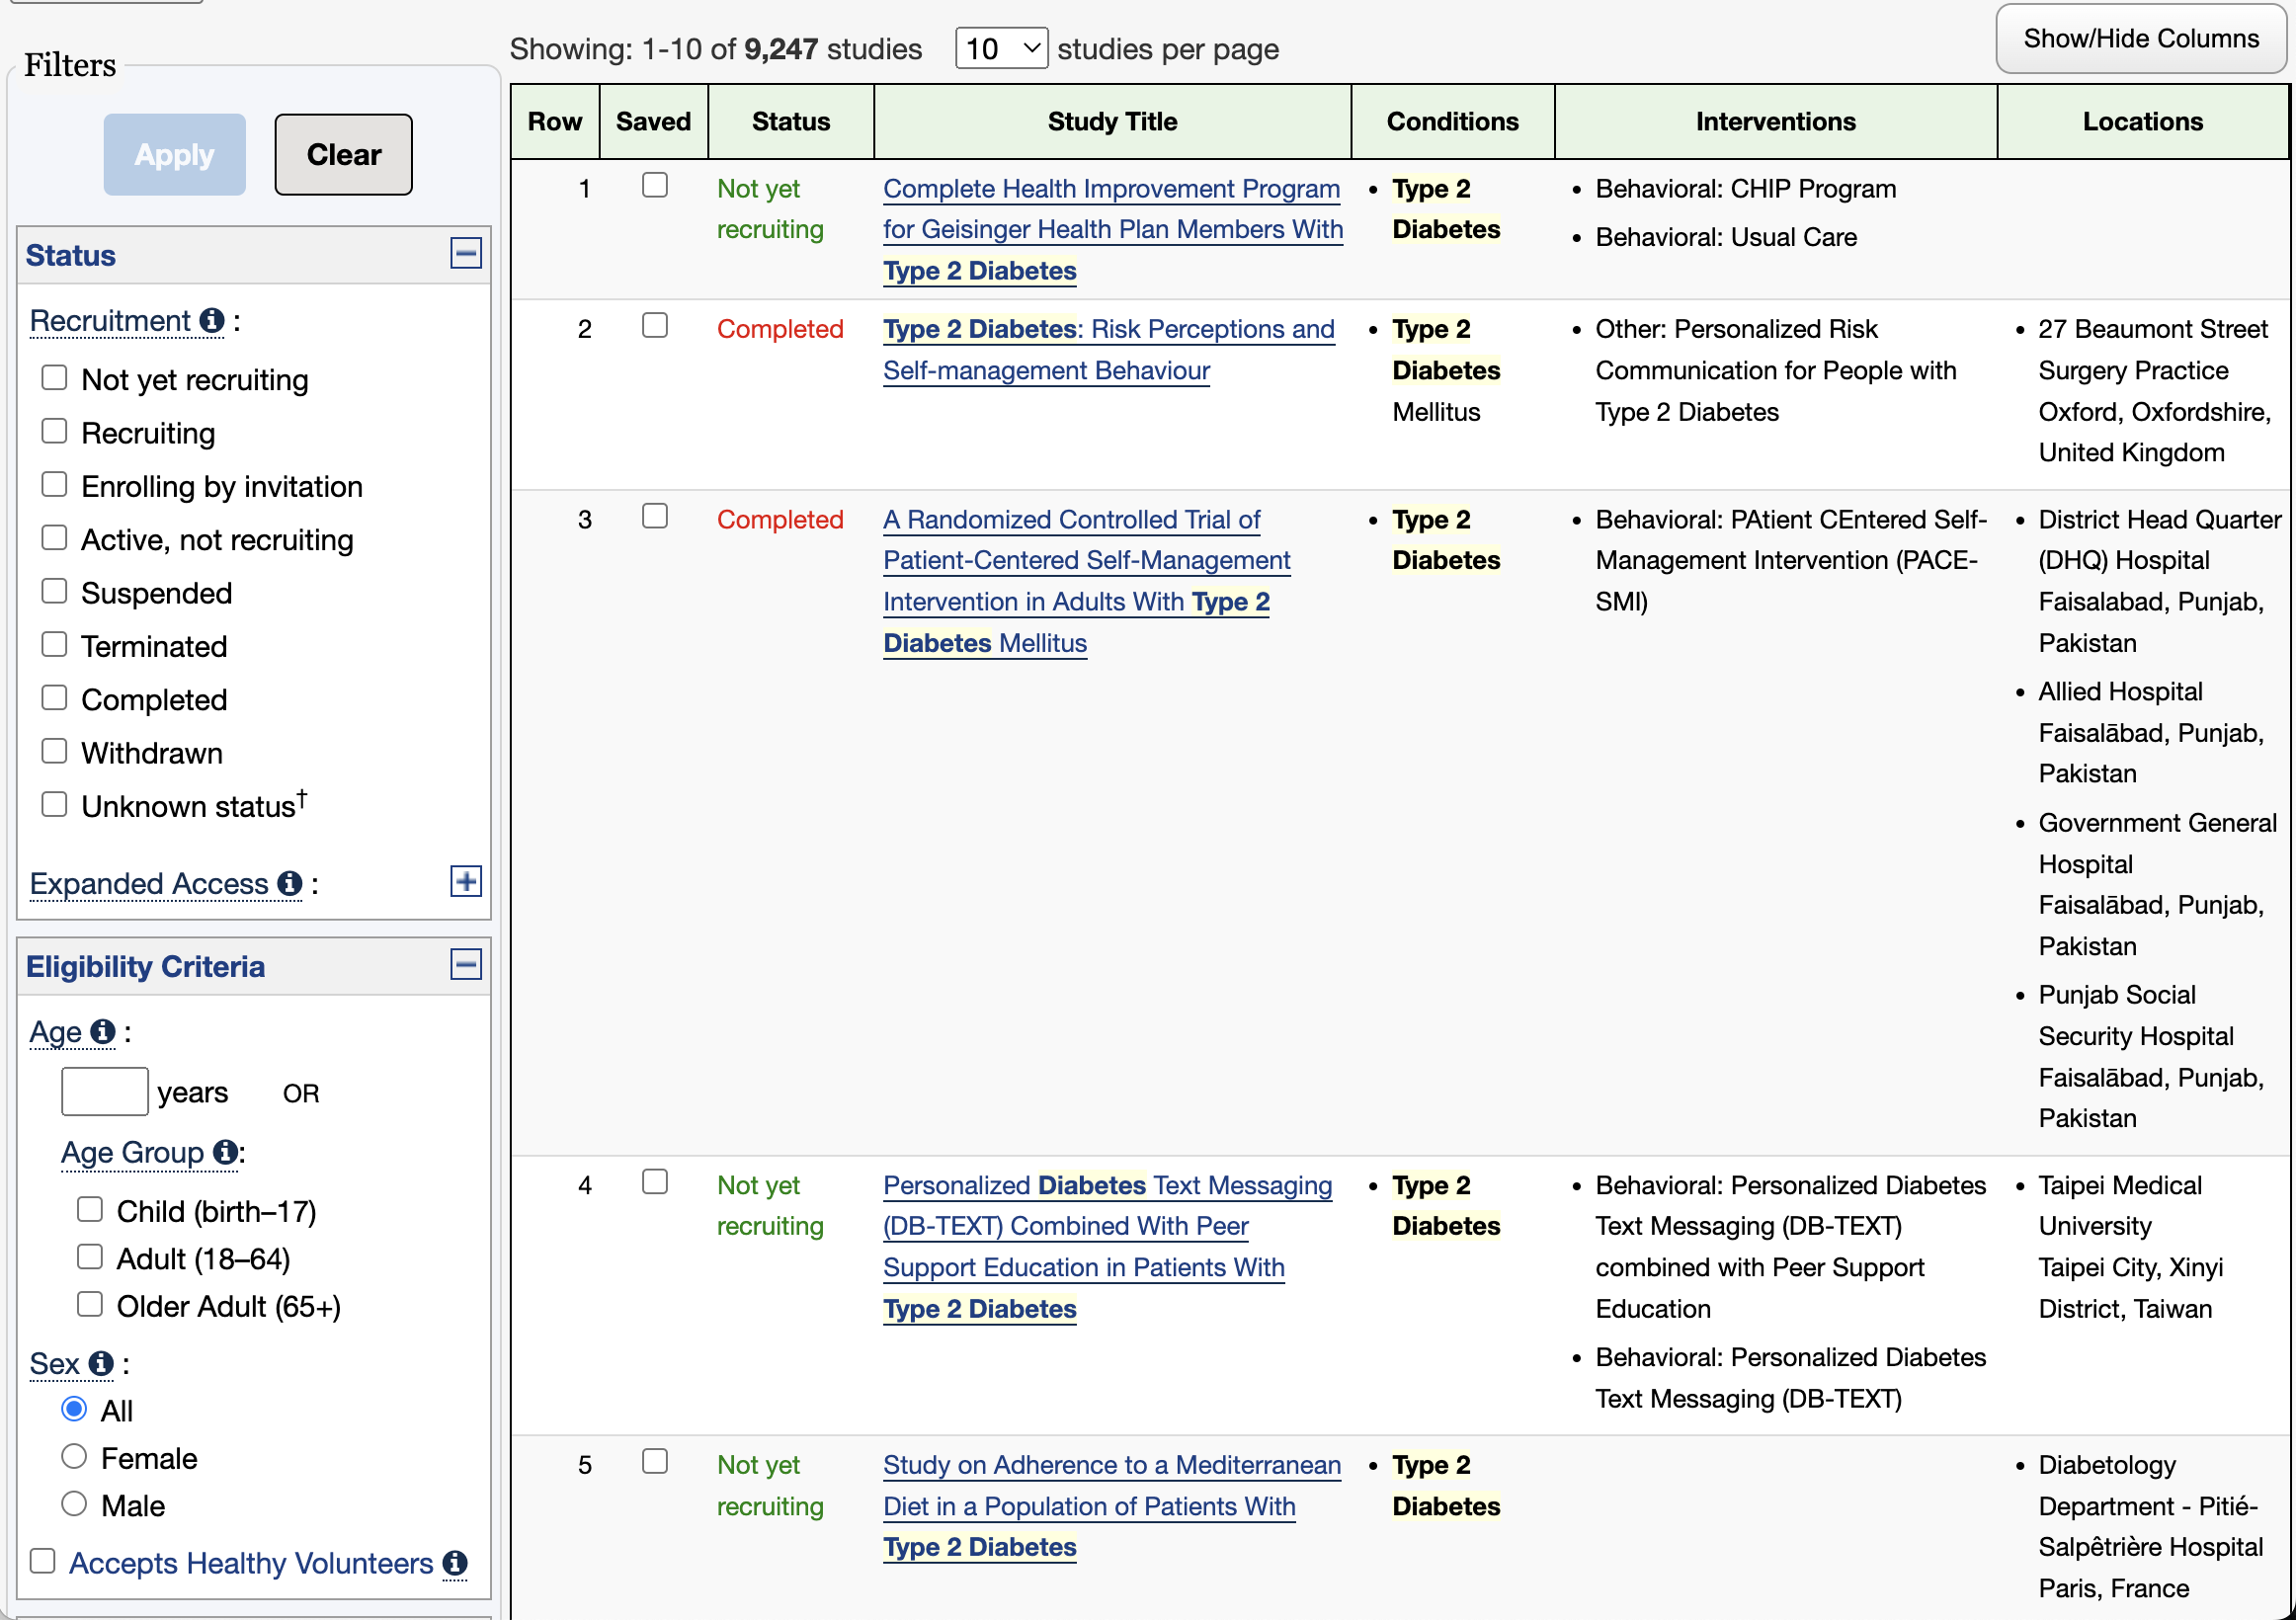 Filters
Apply
Clear
Status
Recruitment :
Not yet recruiting
Recruiting
Enrolling by invitation
Active, not recruiting
Suspended
Terminated
Completed
Withdrawn
Unknown status†
Expanded Access :
Eligibility Criteria
Age :
years OR
Age Group :
Child (birth–17)
Adult (18–64)
Older Adult (65+)
Sex :
All
Female
Male
Accepts Healthy Volunteers
Showing: 1-10 of 9,247 studies 10 studies per page
Show/Hide Columns
Row Saved Status Study Title Conditions Interventions Locations
1
Not yet
recruiting
Complete Health Improvement Program
for Geisinger Health Plan Members With
Type 2 Diabetes
• Type 2
Diabetes
• Behavioral: CHIP Program
• Behavioral: Usual Care
2
Completed
Type 2 Diabetes: Risk Perceptions and
Self-management Behaviour
• Type 2
Diabetes
Mellitus
• Other: Personalized Risk
Communication for People with
Type 2 Diabetes
• 27 Beaumont Street
Surgery Practice
Oxford, Oxfordshire,
United Kingdom
3
Completed
A Randomized Controlled Trial of
Patient-Centered Self-Management
Intervention in Adults With Type 2
Diabetes Mellitus
• Type 2
Diabetes
• Behavioral: PAtient CEntered Self-
Management Intervention (PACE-
SMI)
• District Head Quarter
(DHQ) Hospital
Faisalabad, Punjab,
Pakistan
• Allied Hospital
Faisalābad, Punjab,
Pakistan
• Government General
Hospital
Faisalābad, Punjab,
Pakistan
• Punjab Social
Security Hospital
Faisalābad, Punjab,
Pakistan
4
Not yet
recruiting
Personalized Diabetes Text Messaging
(DB-TEXT) Combined With Peer
Support Education in Patients With
Type 2 Diabetes
• Type 2
Diabetes
• Behavioral: Personalized Diabetes
Text Messaging (DB-TEXT)
combined with Peer Support
Education
• Behavioral: Personalized Diabetes
Text Messaging (DB-TEXT)
• Taipei Medical
University
Taipei City, Xinyi
District, Taiwan
5
Not yet
recruiting
Study on Adherence to a Mediterranean
Diet in a Population of Patients With
Type 2 Diabetes
• Type 2
Diabetes
• Diabetology
Department - Pitié-
Salpêtrière Hospital
Paris, France